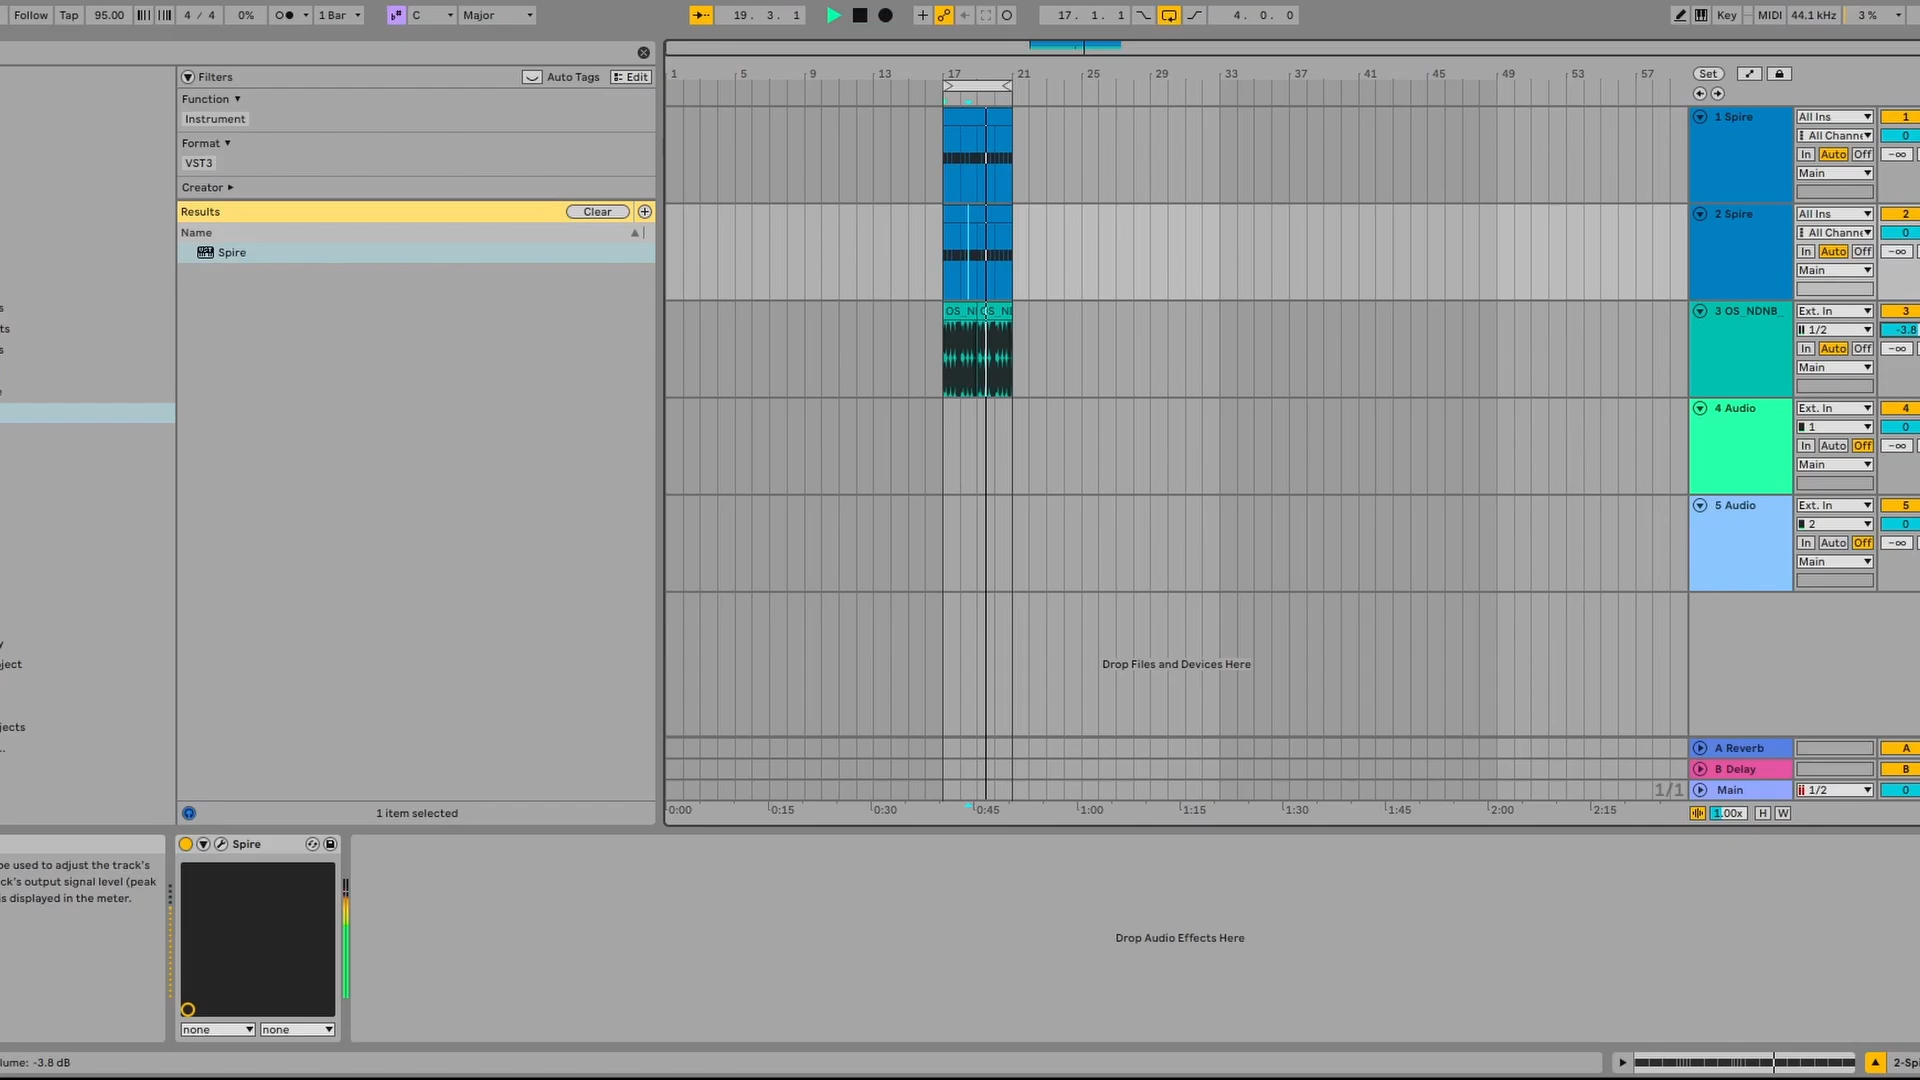 Follow Tap 95.00 4 / 4 0% 1 Bar C Major 19. 3. 1 17. 1. 1 4. 0. 0 Key MIDI 44.1 kHz 3 %
Filters Auto Tags Edit
Function
Instrument
Format
VST3
Creator
Results Clear
Name
Spire
1 item selected
1 5 9 13 17 21 25 29 33 37 41 45 49 53 57 Set
1 Spire All Ins 1
All Channe 0
In Auto Off -∞
Main
2 Spire All Ins 2
All Channe 0
In Auto Off -∞
Main
OS_NI OS_NI 3 OS_NDNB_ Ext. In 3
1/2 -3.8
In Auto Off -∞
Main
4 Audio Ext. In 4
1 0
In Auto Off -∞
Main
5 Audio Ext. In 5
2 0
In Auto Off -∞
Main
Drop Files and Devices Here
ts
y
ject
jects
...
A Reverb A
B Delay B
1/1 Main 1/2 0
0:00 0:15 0:30 0:45 1:00 1:15 1:30 1:45 2:00 2:15 1.00x H W
be used to adjust the track's
ck's output signal level (peak
is displayed in the meter.
Spire
none none
Drop Audio Effects Here
lume: -3.8 dB
2-Spi